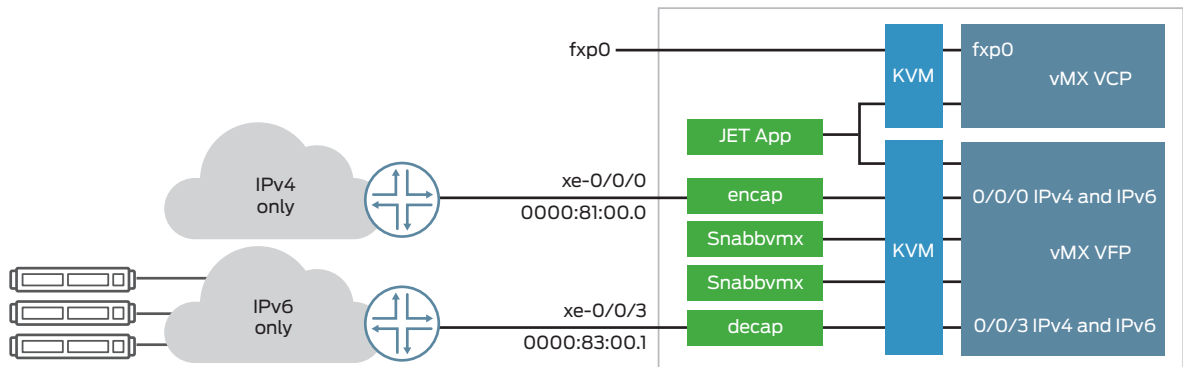 fxp0
KVM
fxp0
vMX VCP
JET App
IPv4
only
xe-0/0/0
0000:81:00.0
encap
KVM
0/0/0 IPv4 and IPv6
Snabbvmx
vMX VFP
Snabbvmx
IPv6
only
xe-0/0/3
0000:83:00.1
decap
0/0/3 IPv4 and IPv6